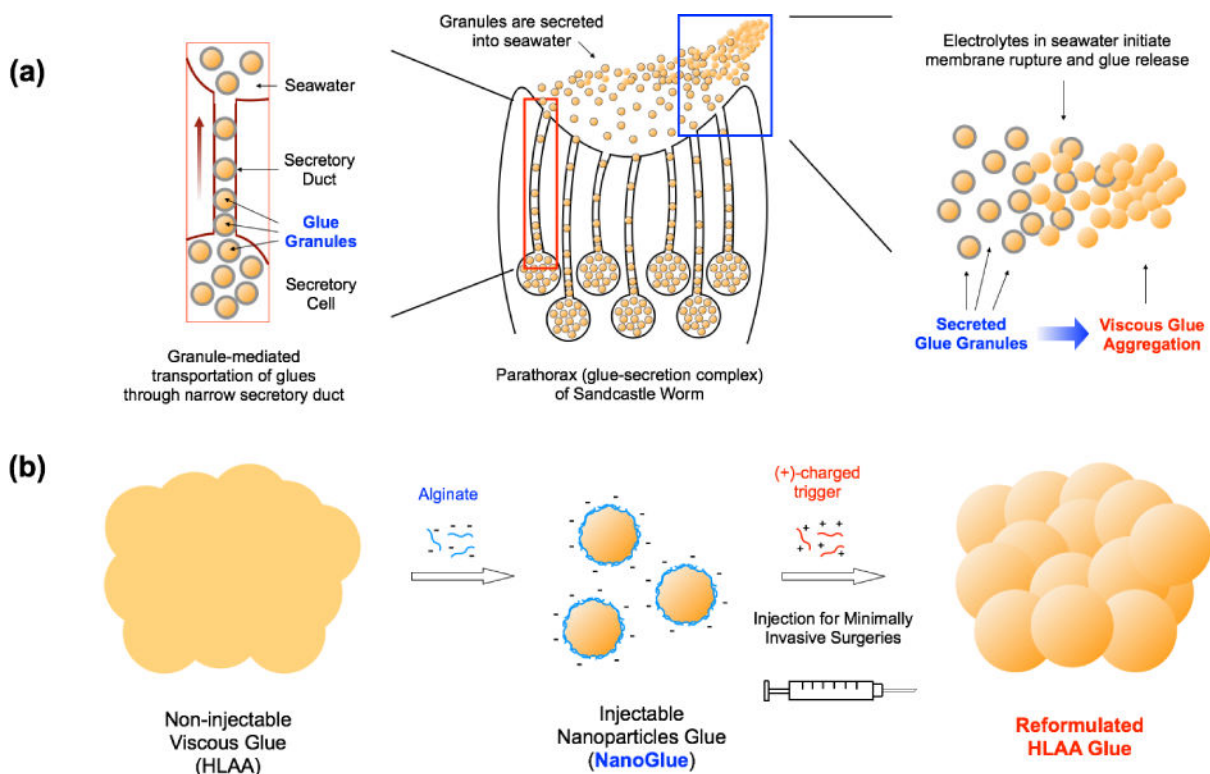 (a)
Seawater
Secretory
Duct
Glue
Granules
Secretory
Cell
Granule-mediated
transportation of glues
through narrow secretory duct
Granules are secreted
into seawater
Parathorax (glue-secretion complex)
of Sandcastle Worm
Electrolytes in seawater initiate
membrane rupture and glue release
Secreted
Glue Granules
Viscous Glue
Aggregation
(b)
Non-injectable
Viscous Glue
(HLAA)
Alginate
Injectable
Nanoparticles Glue
(NanoGlue)
(+)-charged
trigger
Injection for Minimally
Invasive Surgeries
Reformulated
HLAA Glue